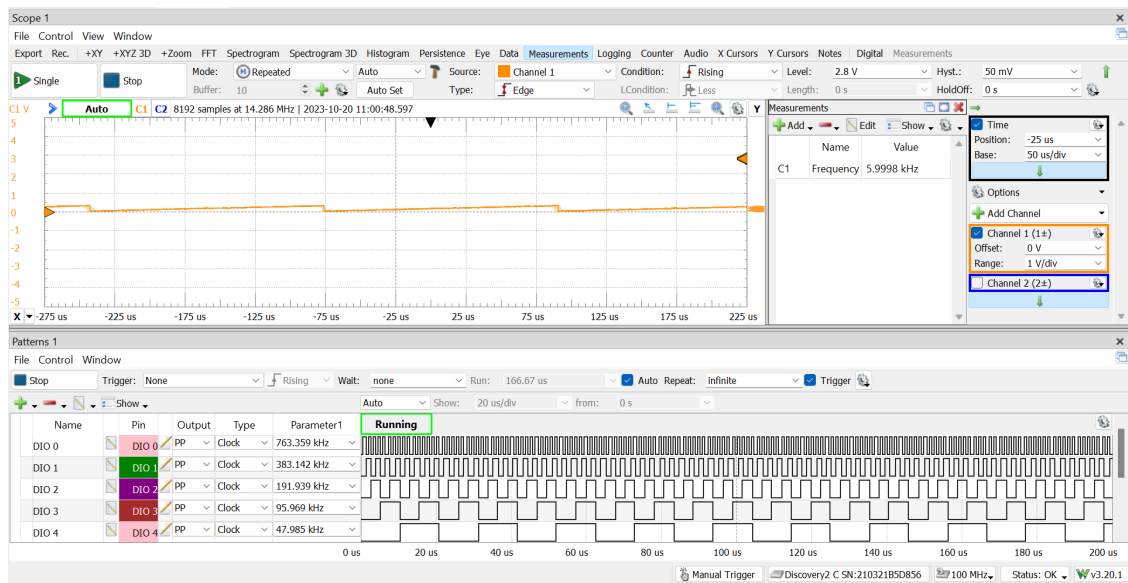 Scope 1
File Control View Window
Export Rec. +XY +XYZ 3D +Zoom FFT Spectrogram Spectrogram 3D Histogram Persistence Eye Data Measurements Logging Counter Audio X Cursors Y Cursors Notes Digital Measurements
Single Stop Mode: Repeated Auto Source: Channel 1 Condition: Rising Level: 2.8 V Hyst.: 50 mV
Buffer: 10 Auto Set Type: Edge LCondition: Less Length: 0 s HoldOff: 0 s
C1 V Auto C1 C2 8192 samples at 14.286 MHz | 2023-10-20 11:00:48.597 Y
5
4
3
2
1
0
-1
-2
-3
-4
-5
X -275 us -225 us -175 us -125 us -75 us -25 us 25 us 75 us 125 us 175 us 225 us
Measurements
Add Edit Show
Name Value
C1 Frequency 5.9998 kHz
Time
Position: -25 us
Base: 50 us/div
Options
Add Channel
Channel 1 (1±)
Offset: 0 V
Range: 1 V/div
Channel 2 (2±)
Patterns 1
File Control Window
Stop Trigger: None Rising Wait: none Run: 166.67 us Auto Repeat: infinite Trigger
Show Auto Show: 20 us/div from: 0 s
Name Pin Output Type Parameter1 Running
DIO 0 DIO 0 PP Clock 763.359 kHz
DIO 1 DIO 1 PP Clock 383.142 kHz
DIO 2 DIO 2 PP Clock 191.939 kHz
DIO 3 DIO 3 PP Clock 95.969 kHz
DIO 4 DIO 4 PP Clock 47.985 kHz
0 us 20 us 40 us 60 us 80 us 100 us 120 us 140 us 160 us 180 us 200 us
Manual Trigger Discovery2 C SN:210321B5D856 100 MHz Status: OK v3.20.1